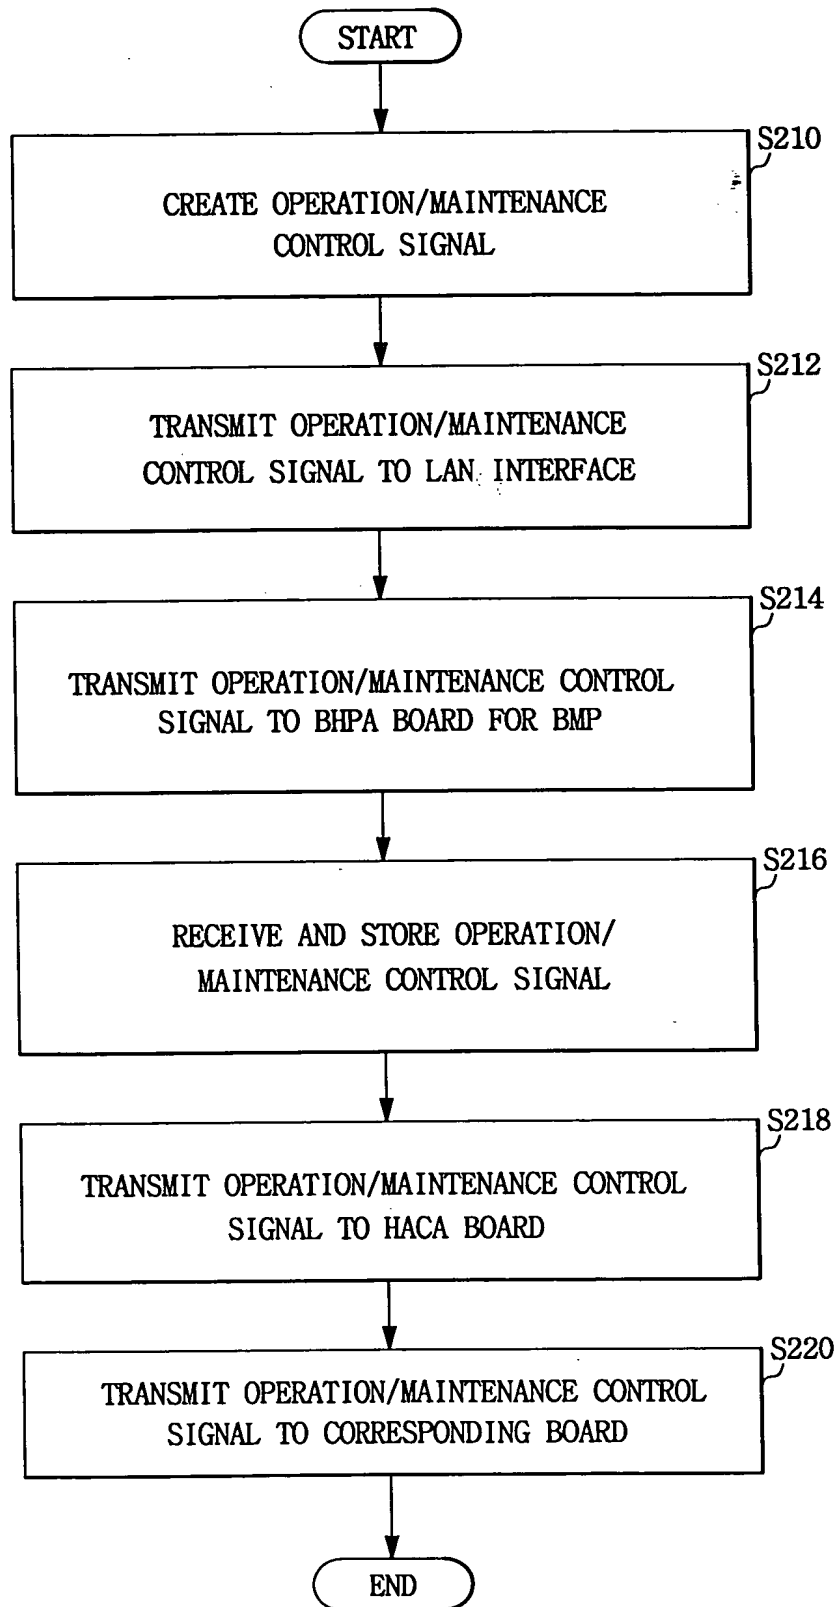 START
S210
CREATE OPERATION/MAINTENANCE
CONTROL SIGNAL
S212
TRANSMIT OPERATION/MAINTENANCE
CONTROL SIGNAL TO LAN INTERFACE
S214
TRANSMIT OPERATION/MAINTENANCE CONTROL
SIGNAL TO BHPA BOARD FOR BMP
S216
RECEIVE AND STORE OPERATION/
MAINTENANCE CONTROL SIGNAL
S218
TRANSMIT OPERATION/MAINTENANCE CONTROL
SIGNAL TO HACA BOARD
S220
TRANSMIT OPERATION/MAINTENANCE CONTROL
SIGNAL TO CORRESPONDING BOARD
END